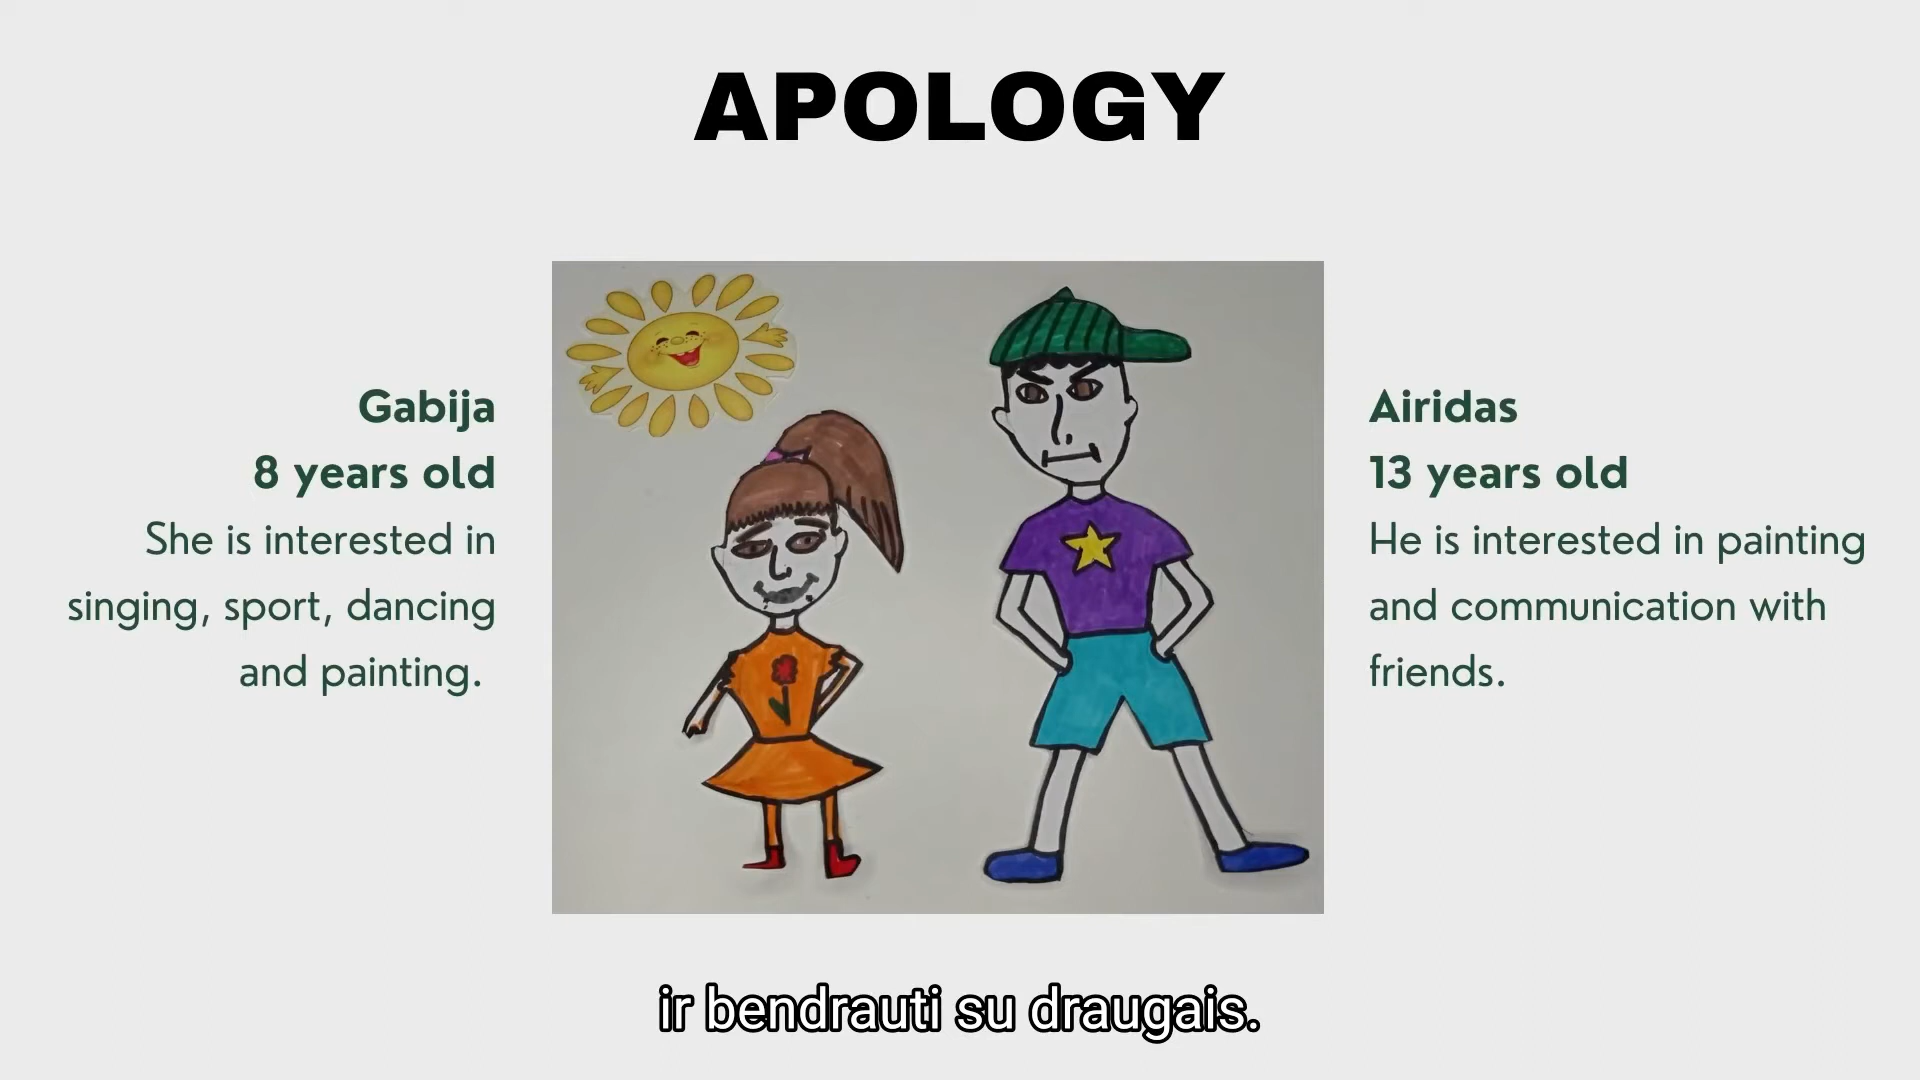 APOLOGY
Gabija
8 years old
She is interested in
singing, sport, dancing
and painting.
Airidas
13 years old
He is interested in painting
and communication with
friends.
ir bendrauti su draugais.